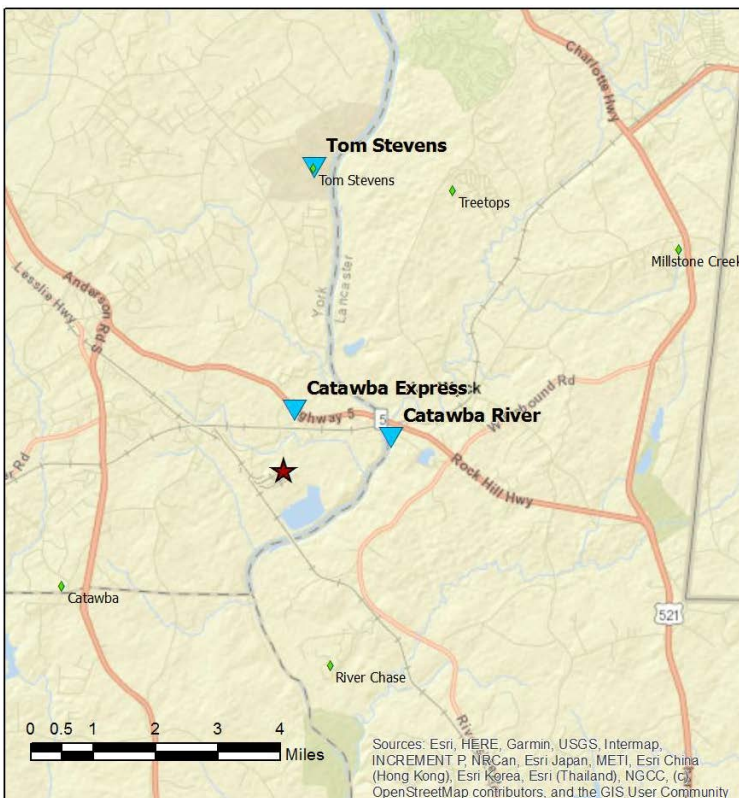 Charlotte Hwy
Tom Stevens
Tom Stevens
Treetops
Millstone Creek
York
Lancaster
Lesslie Hwy
Anderson Rd S
Catawba Express
ghway 5
5
Catawba River
Rd
Rock Hill Hwy
Catawba
521
River Chase
0 0.5 1 2 3 4
Miles
Sources: Esri, HERE, Garmin, USGS, Intermap,
INCREMENT P, NRCan, Esri Japan, METI, Esri China
(Hong Kong), Esri Korea, Esri (Thailand), NGCC, (c)
OpenStreetMap contributors, and the GIS User Community